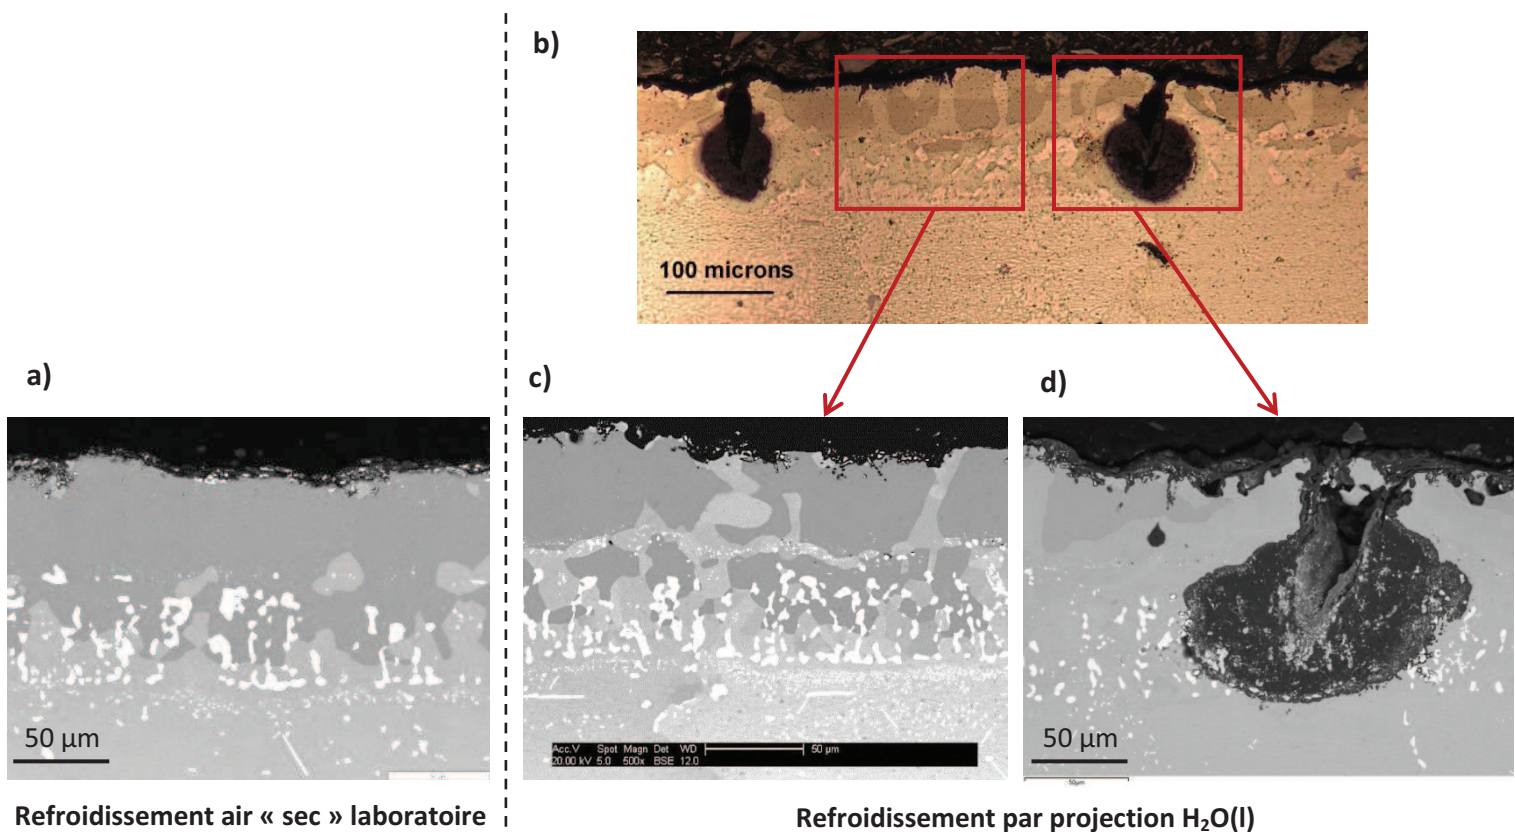 b)
100 microns
a)
c)
d)
50 µm
Acc.V Spot Magn Det WD 50 µm
20.00 kV 5.0 500x BSE 12.0
50 µm
50µm
Refroidissement air « sec » laboratoire
Refroidissement par projection H₂O(l)